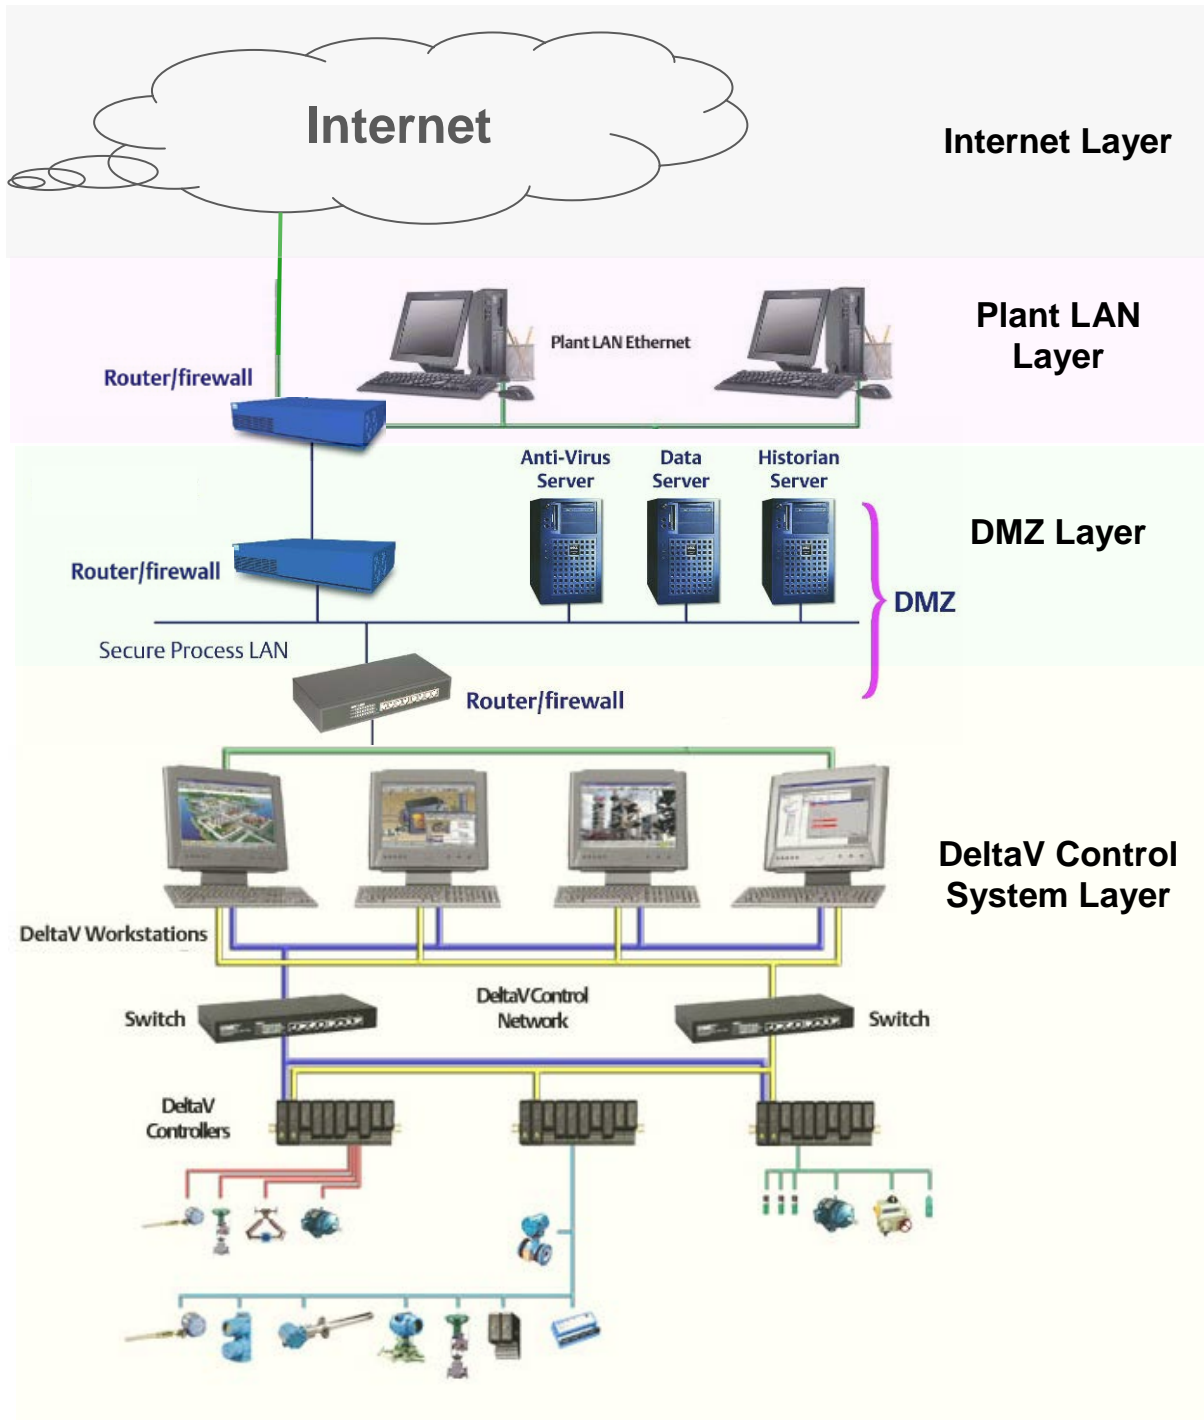 Internet
Internet Layer
Plant LAN
Layer
Plant LAN Ethernet
Router/firewall
Anti-Virus
Server
Data
Server
Historian
Server
DMZ Layer
Router/firewall
DMZ
Secure Process LAN
Router/firewall
DeltaV Control
System Layer
DeltaV Workstations
DeltaV Control
Network
Switch
Switch
DeltaV
Controllers